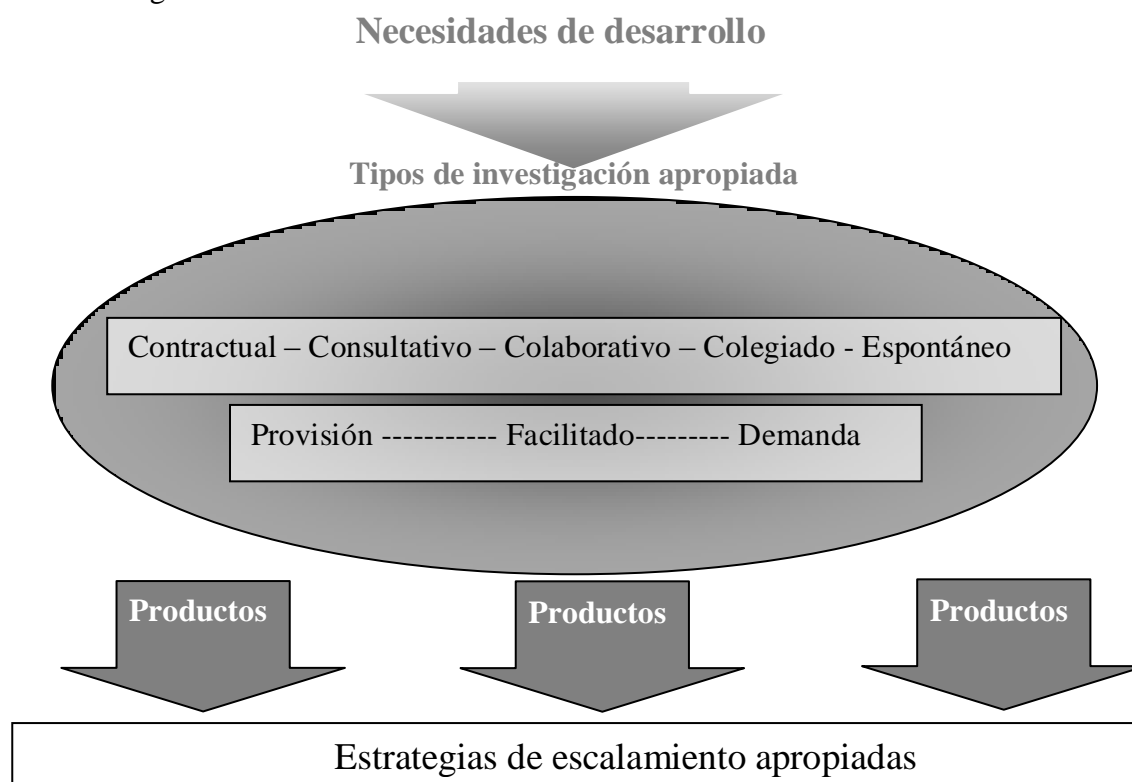 Necesidades de desarrollo
Tipos de investigación apropiada
Contractual – Consultativo – Colaborativo – Colegiado - Espontáneo
Provisión ----------- Facilitado--------- Demanda
Productos
Productos
Productos
Estrategias de escalamiento apropiadas